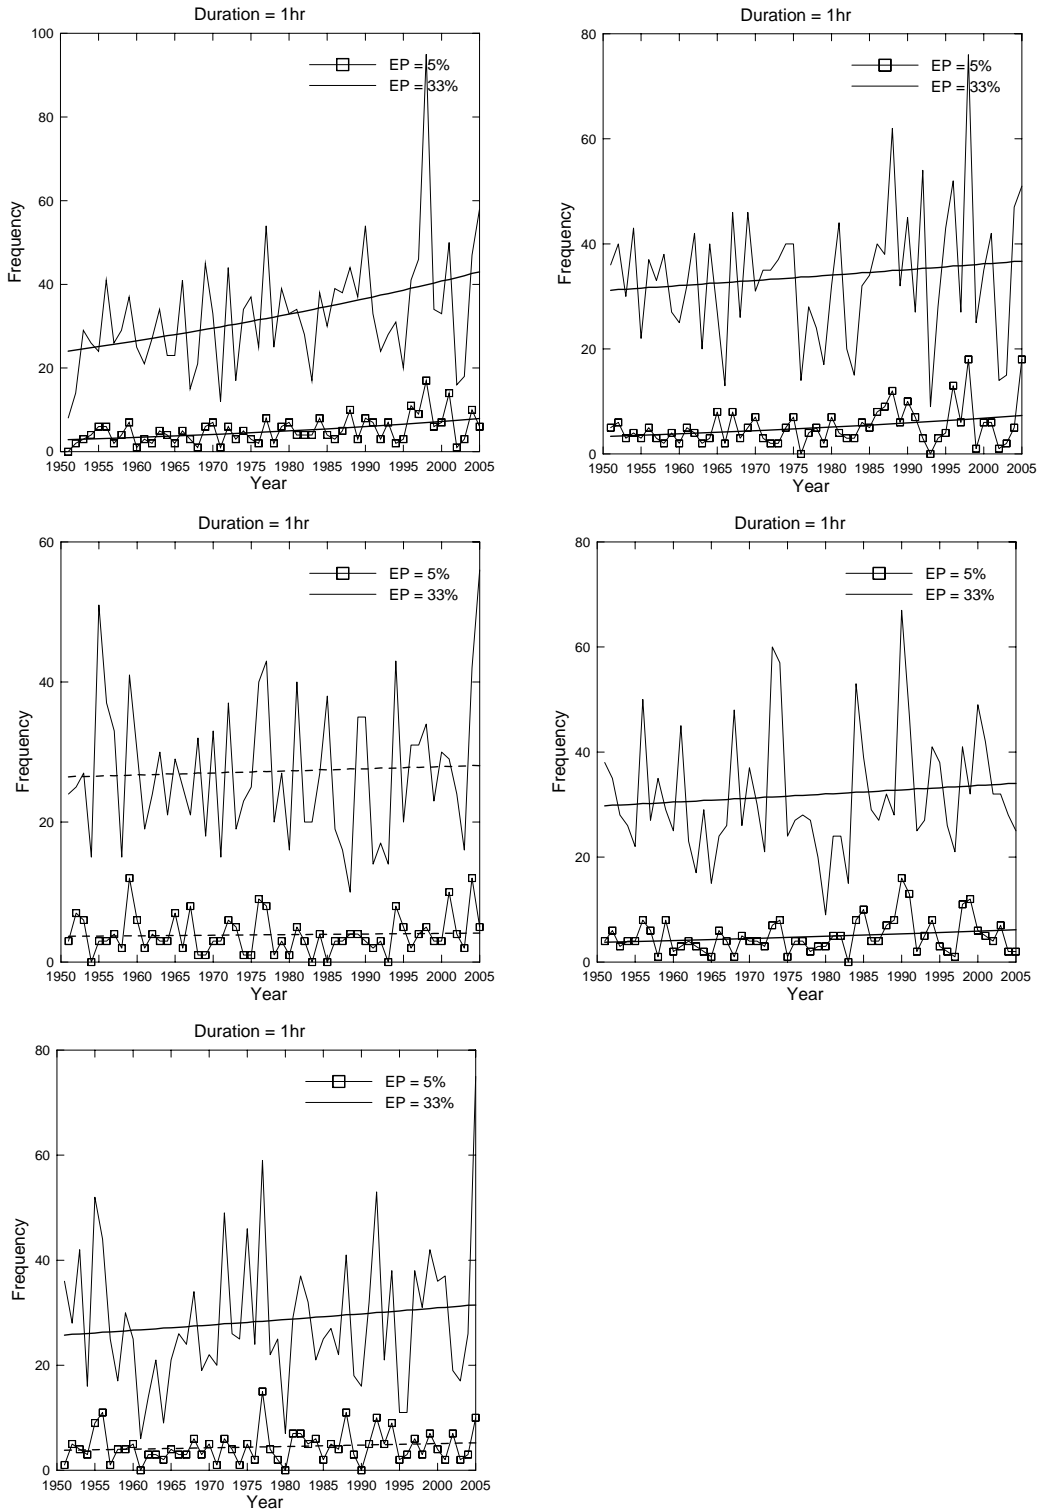 Duration = 1hr
EP = 5%
EP = 33%
Frequency
100
80
60
40
20
0
1950 1955 1960 1965 1970 1975 1980 1985 1990 1995 2000 2005
Year
EP = 5%
EP = 33%
Frequency
80
60
40
20
0
1950 1955 1960 1965 1970 1975 1980 1985 1990 1995 2000 2005
Year
Duration = 1hr
Duration = 1hr
EP = 5%
EP = 33%
Frequency
60
40
20
0
1950 1955 1960 1965 1970 1975 1980 1985 1990 1995 2000 2005
Year
Duration = 1hr
EP = 5%
EP = 33%
Frequency
80
60
40
20
0
1950 1955 1960 1965 1970 1975 1980 1985 1990 1995 2000 2005
Year
Duration = 1hr
EP = 5%
EP = 33%
Frequency
80
60
40
20
0
1950 1955 1960 1965 1970 1975 1980 1985 1990 1995 2000 2005
Year